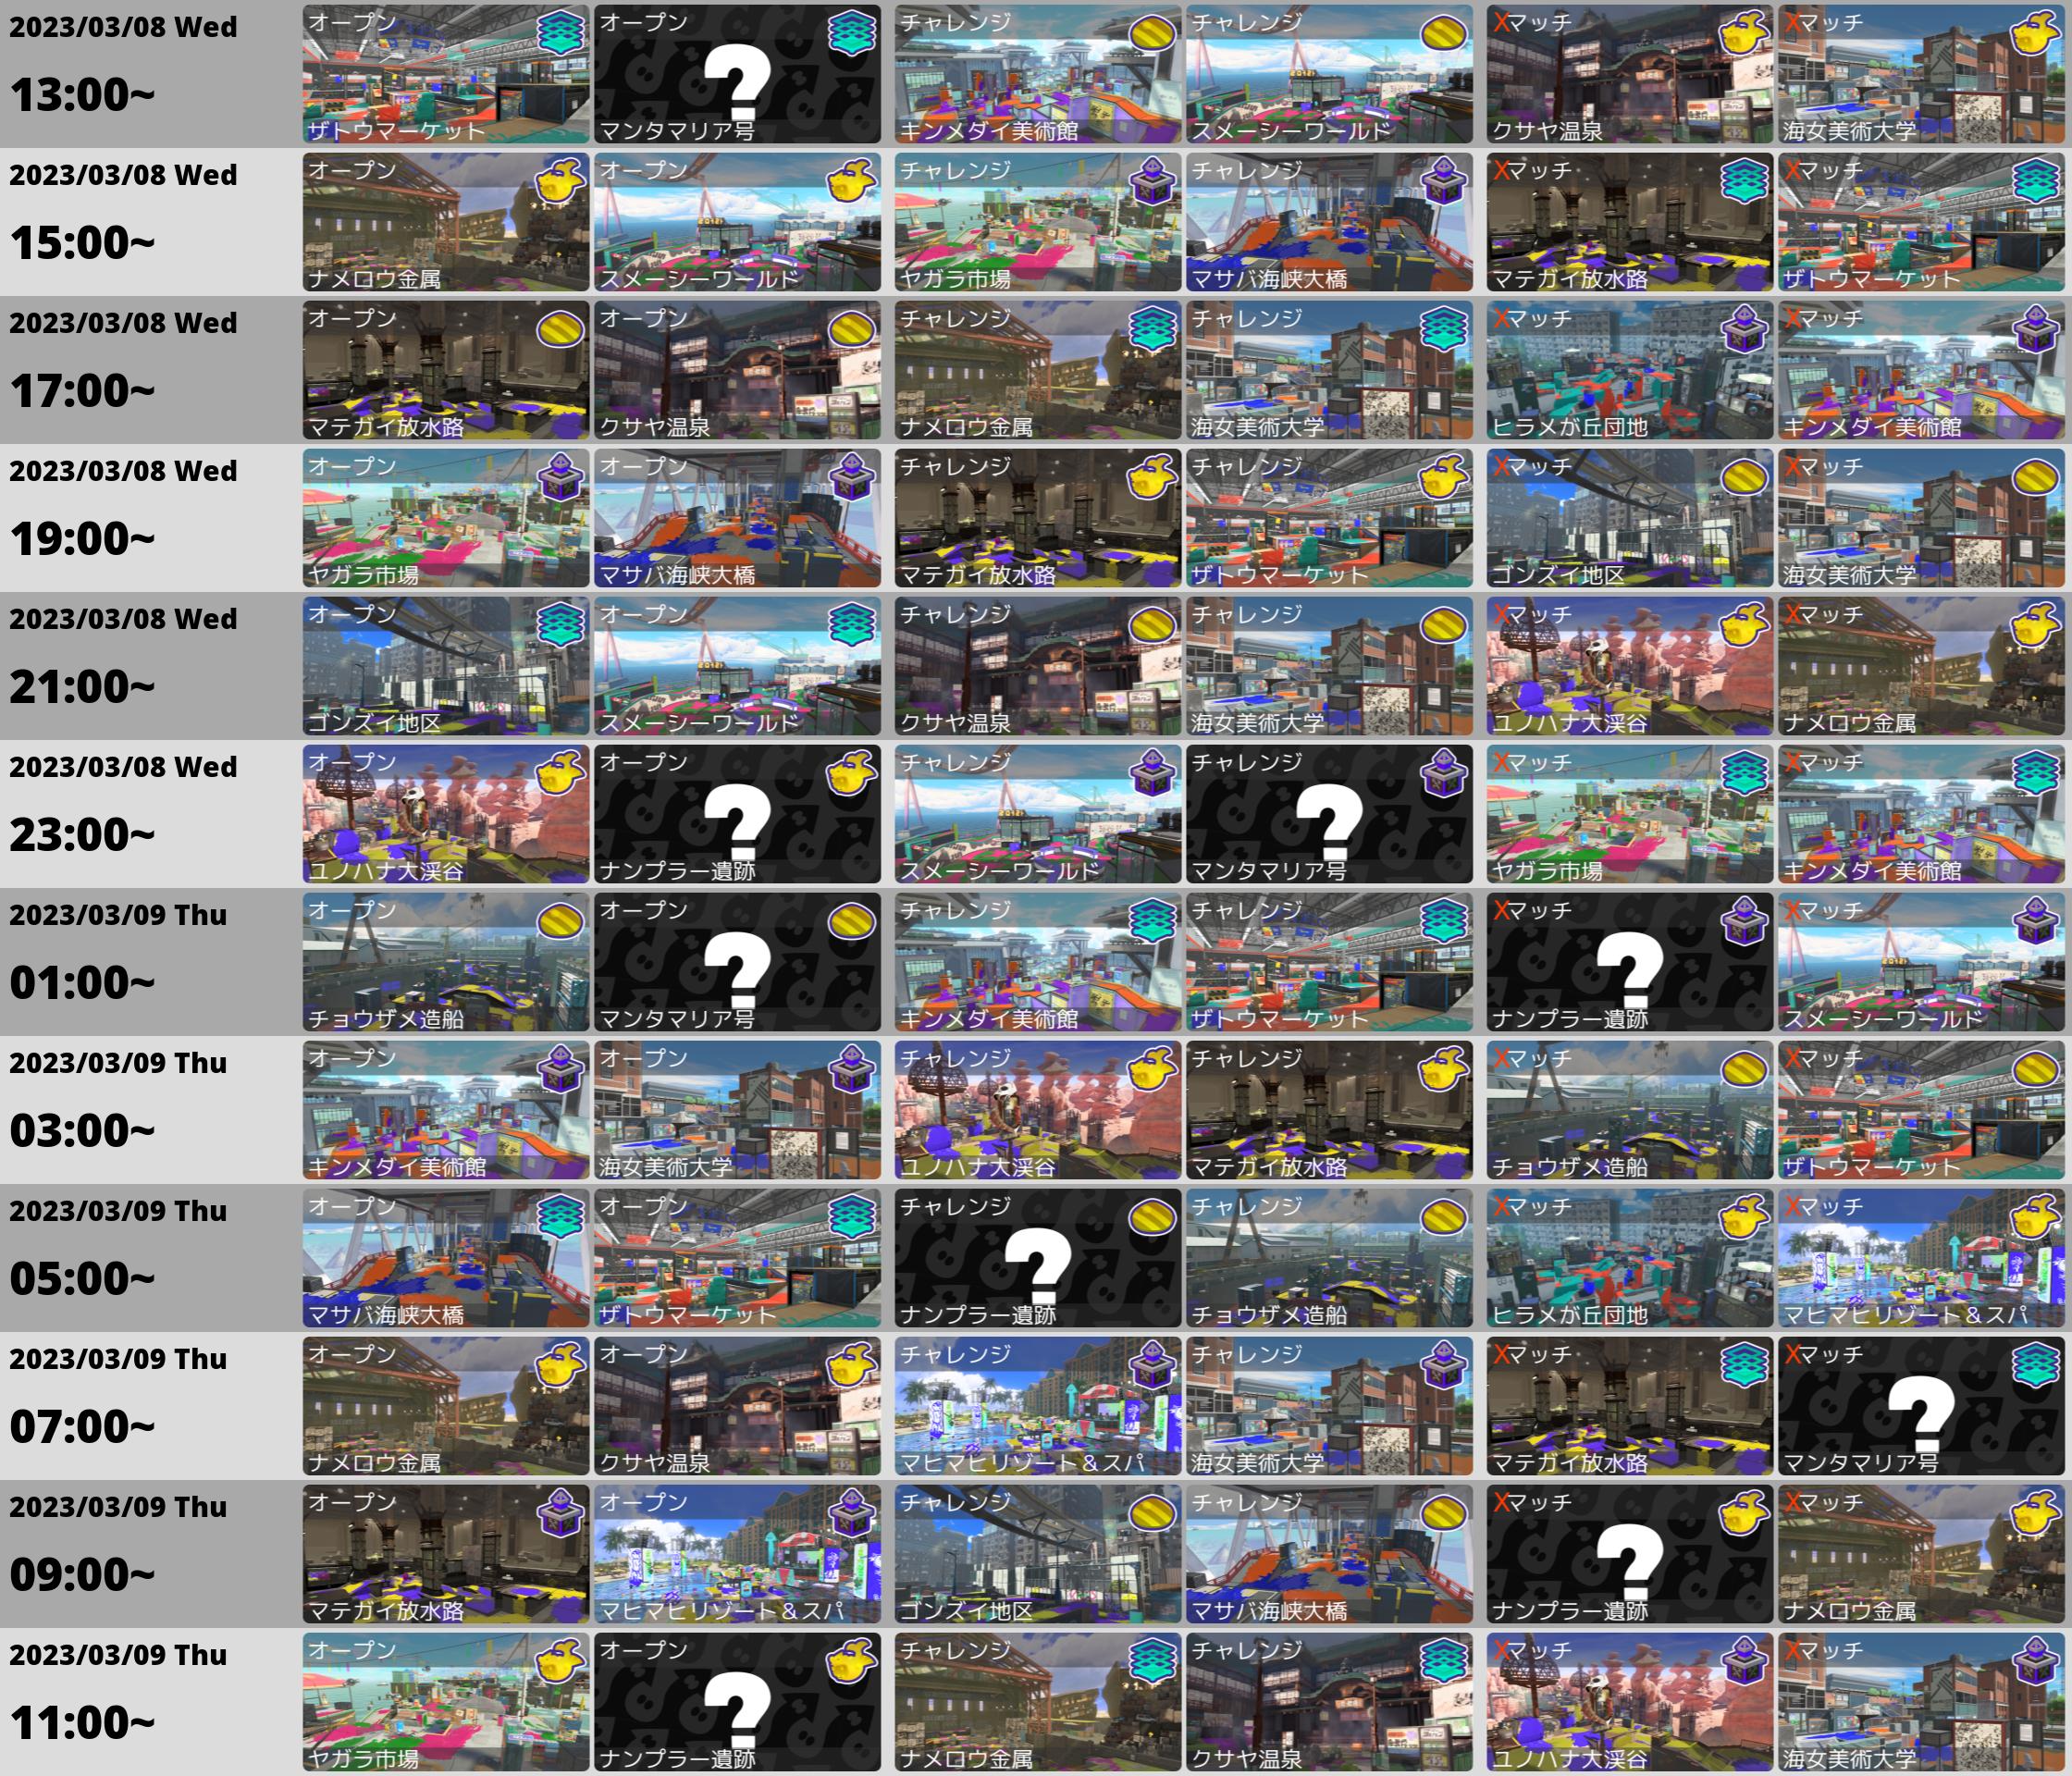 2023/03/08 Wed
13:00~
オープン
ザトウマーケット
オープン
マンタマリア号
チャレンジ
キンメダイ美術館
チャレンジ
スメーシーワールド
Xマッチ
クサヤ温泉
Xマッチ
海女美術大学
2023/03/08 Wed
15:00~
オープン
ナメロウ金属
オープン
スメーシーワールド
チャレンジ
ヤガラ市場
チャレンジ
マサバ海峡大橋
Xマッチ
マテガイ放水路
Xマッチ
ザトウマーケット
2023/03/08 Wed
17:00~
オープン
マテガイ放水路
オープン
クサヤ温泉
チャレンジ
ナメロウ金属
チャレンジ
海女美術大学
Xマッチ
ヒラメが丘団地
Xマッチ
キンメダイ美術館
2023/03/08 Wed
19:00~
オープン
ヤガラ市場
オープン
マサバ海峡大橋
チャレンジ
マテガイ放水路
チャレンジ
ザトウマーケット
Xマッチ
ゴンズイ地区
Xマッチ
海女美術大学
2023/03/08 Wed
21:00~
オープン
ゴンズイ地区
オープン
スメーシーワールド
チャレンジ
クサヤ温泉
チャレンジ
海女美術大学
Xマッチ
ユノハナ大渓谷
Xマッチ
ナメロウ金属
2023/03/08 Wed
23:00~
オープン
ユノハナ大渓谷
オープン
ナンプラー遺跡
チャレンジ
スメーシーワールド
チャレンジ
マンタマリア号
Xマッチ
ヤガラ市場
Xマッチ
キンメダイ美術館
2023/03/09 Thu
01:00~
オープン
チョウザメ造船
オープン
マンタマリア号
チャレンジ
キンメダイ美術館
チャレンジ
ザトウマーケット
Xマッチ
ナンプラー遺跡
Xマッチ
スメーシーワールド
2023/03/09 Thu
03:00~
オープン
キンメダイ美術館
オープン
海女美術大学
チャレンジ
ユノハナ大渓谷
チャレンジ
マテガイ放水路
Xマッチ
チョウザメ造船
Xマッチ
ザトウマーケット
2023/03/09 Thu
05:00~
オープン
マサバ海峡大橋
オープン
ザトウマーケット
チャレンジ
ナンプラー遺跡
チャレンジ
チョウザメ造船
Xマッチ
ヒラメが丘団地
Xマッチ
マヒマヒリゾート＆スパ
2023/03/09 Thu
07:00~
オープン
ナメロウ金属
オープン
クサヤ温泉
チャレンジ
マヒマヒリゾート＆スパ
チャレンジ
海女美術大学
Xマッチ
マテガイ放水路
Xマッチ
マンタマリア号
2023/03/09 Thu
09:00~
オープン
マテガイ放水路
オープン
マヒマヒリゾート＆スパ
チャレンジ
ゴンズイ地区
チャレンジ
マサバ海峡大橋
Xマッチ
ナンプラー遺跡
Xマッチ
ナメロウ金属
2023/03/09 Thu
11:00~
オープン
ヤガラ市場
オープン
ナンプラー遺跡
チャレンジ
ナメロウ金属
チャレンジ
クサヤ温泉
Xマッチ
ユノハナ大渓谷
Xマッチ
海女美術大学